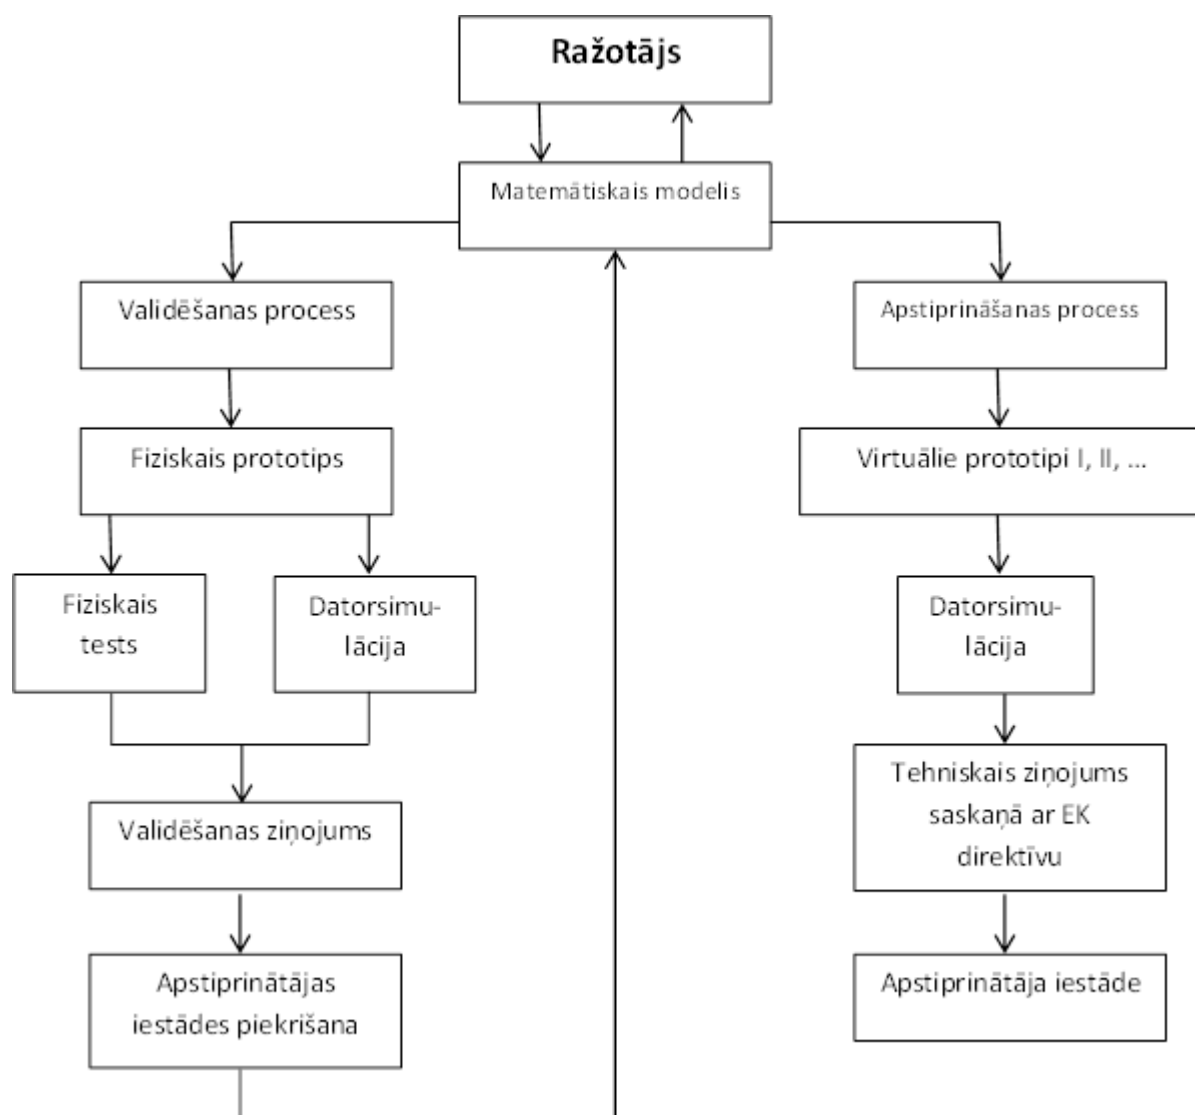 Ražotājs
Matemātiskais modelis
Validēšanas process
Apstiprināšanas process
Fiziskais prototips
Virtuālie prototipi I, II, ...
Fiziskais
tests
Datorsimu-
lācija
Datorsimu-
lācija
Validēšanas ziņojums
Tehniskais ziņojums
saskaņā ar EK
direktīvu
Apstiprinātājas
iestādes piekrišana
Apstiprinātāja iestāde